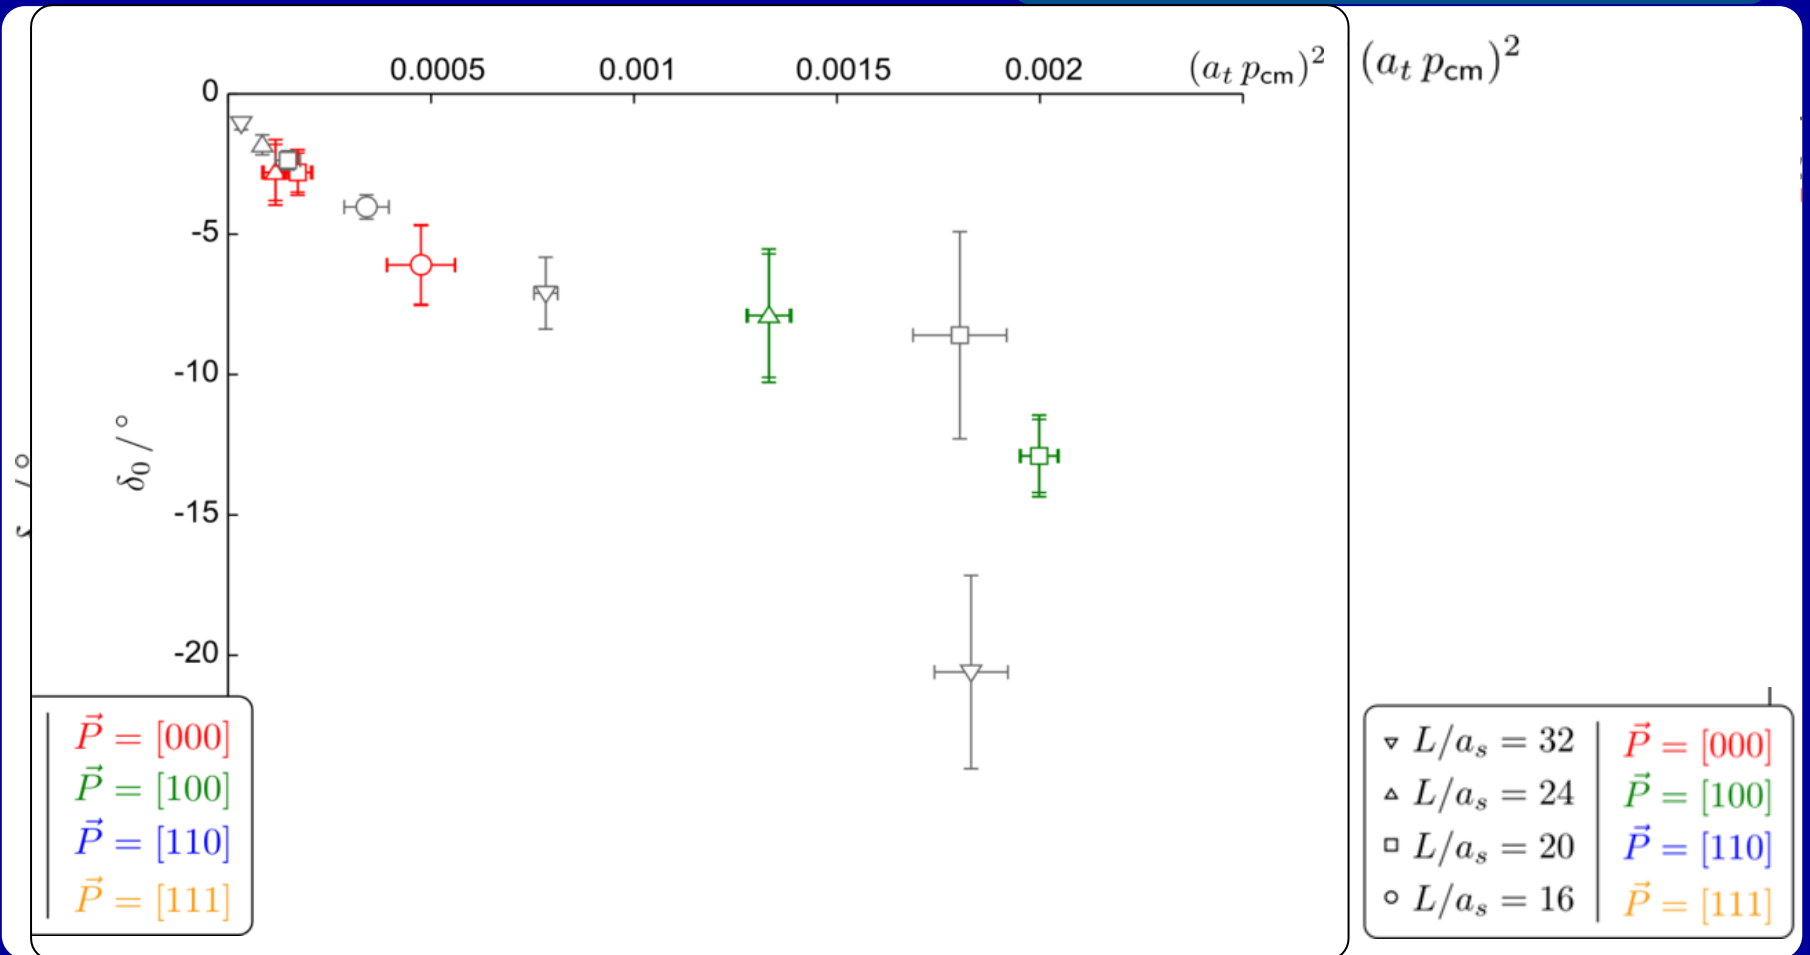 0.0005 0.001 0.0015 0.002 (a_t p_cm)^2 (a_t p_cm)^2
0
-5
-10
δ_0 / °
-15
-20
P⃗ = [000]
P⃗ = [100]
P⃗ = [110]
P⃗ = [111]
▽ L/a_s = 32 P⃗ = [000]
△ L/a_s = 24 P⃗ = [100]
□ L/a_s = 20 P⃗ = [110]
○ L/a_s = 16 P⃗ = [111]